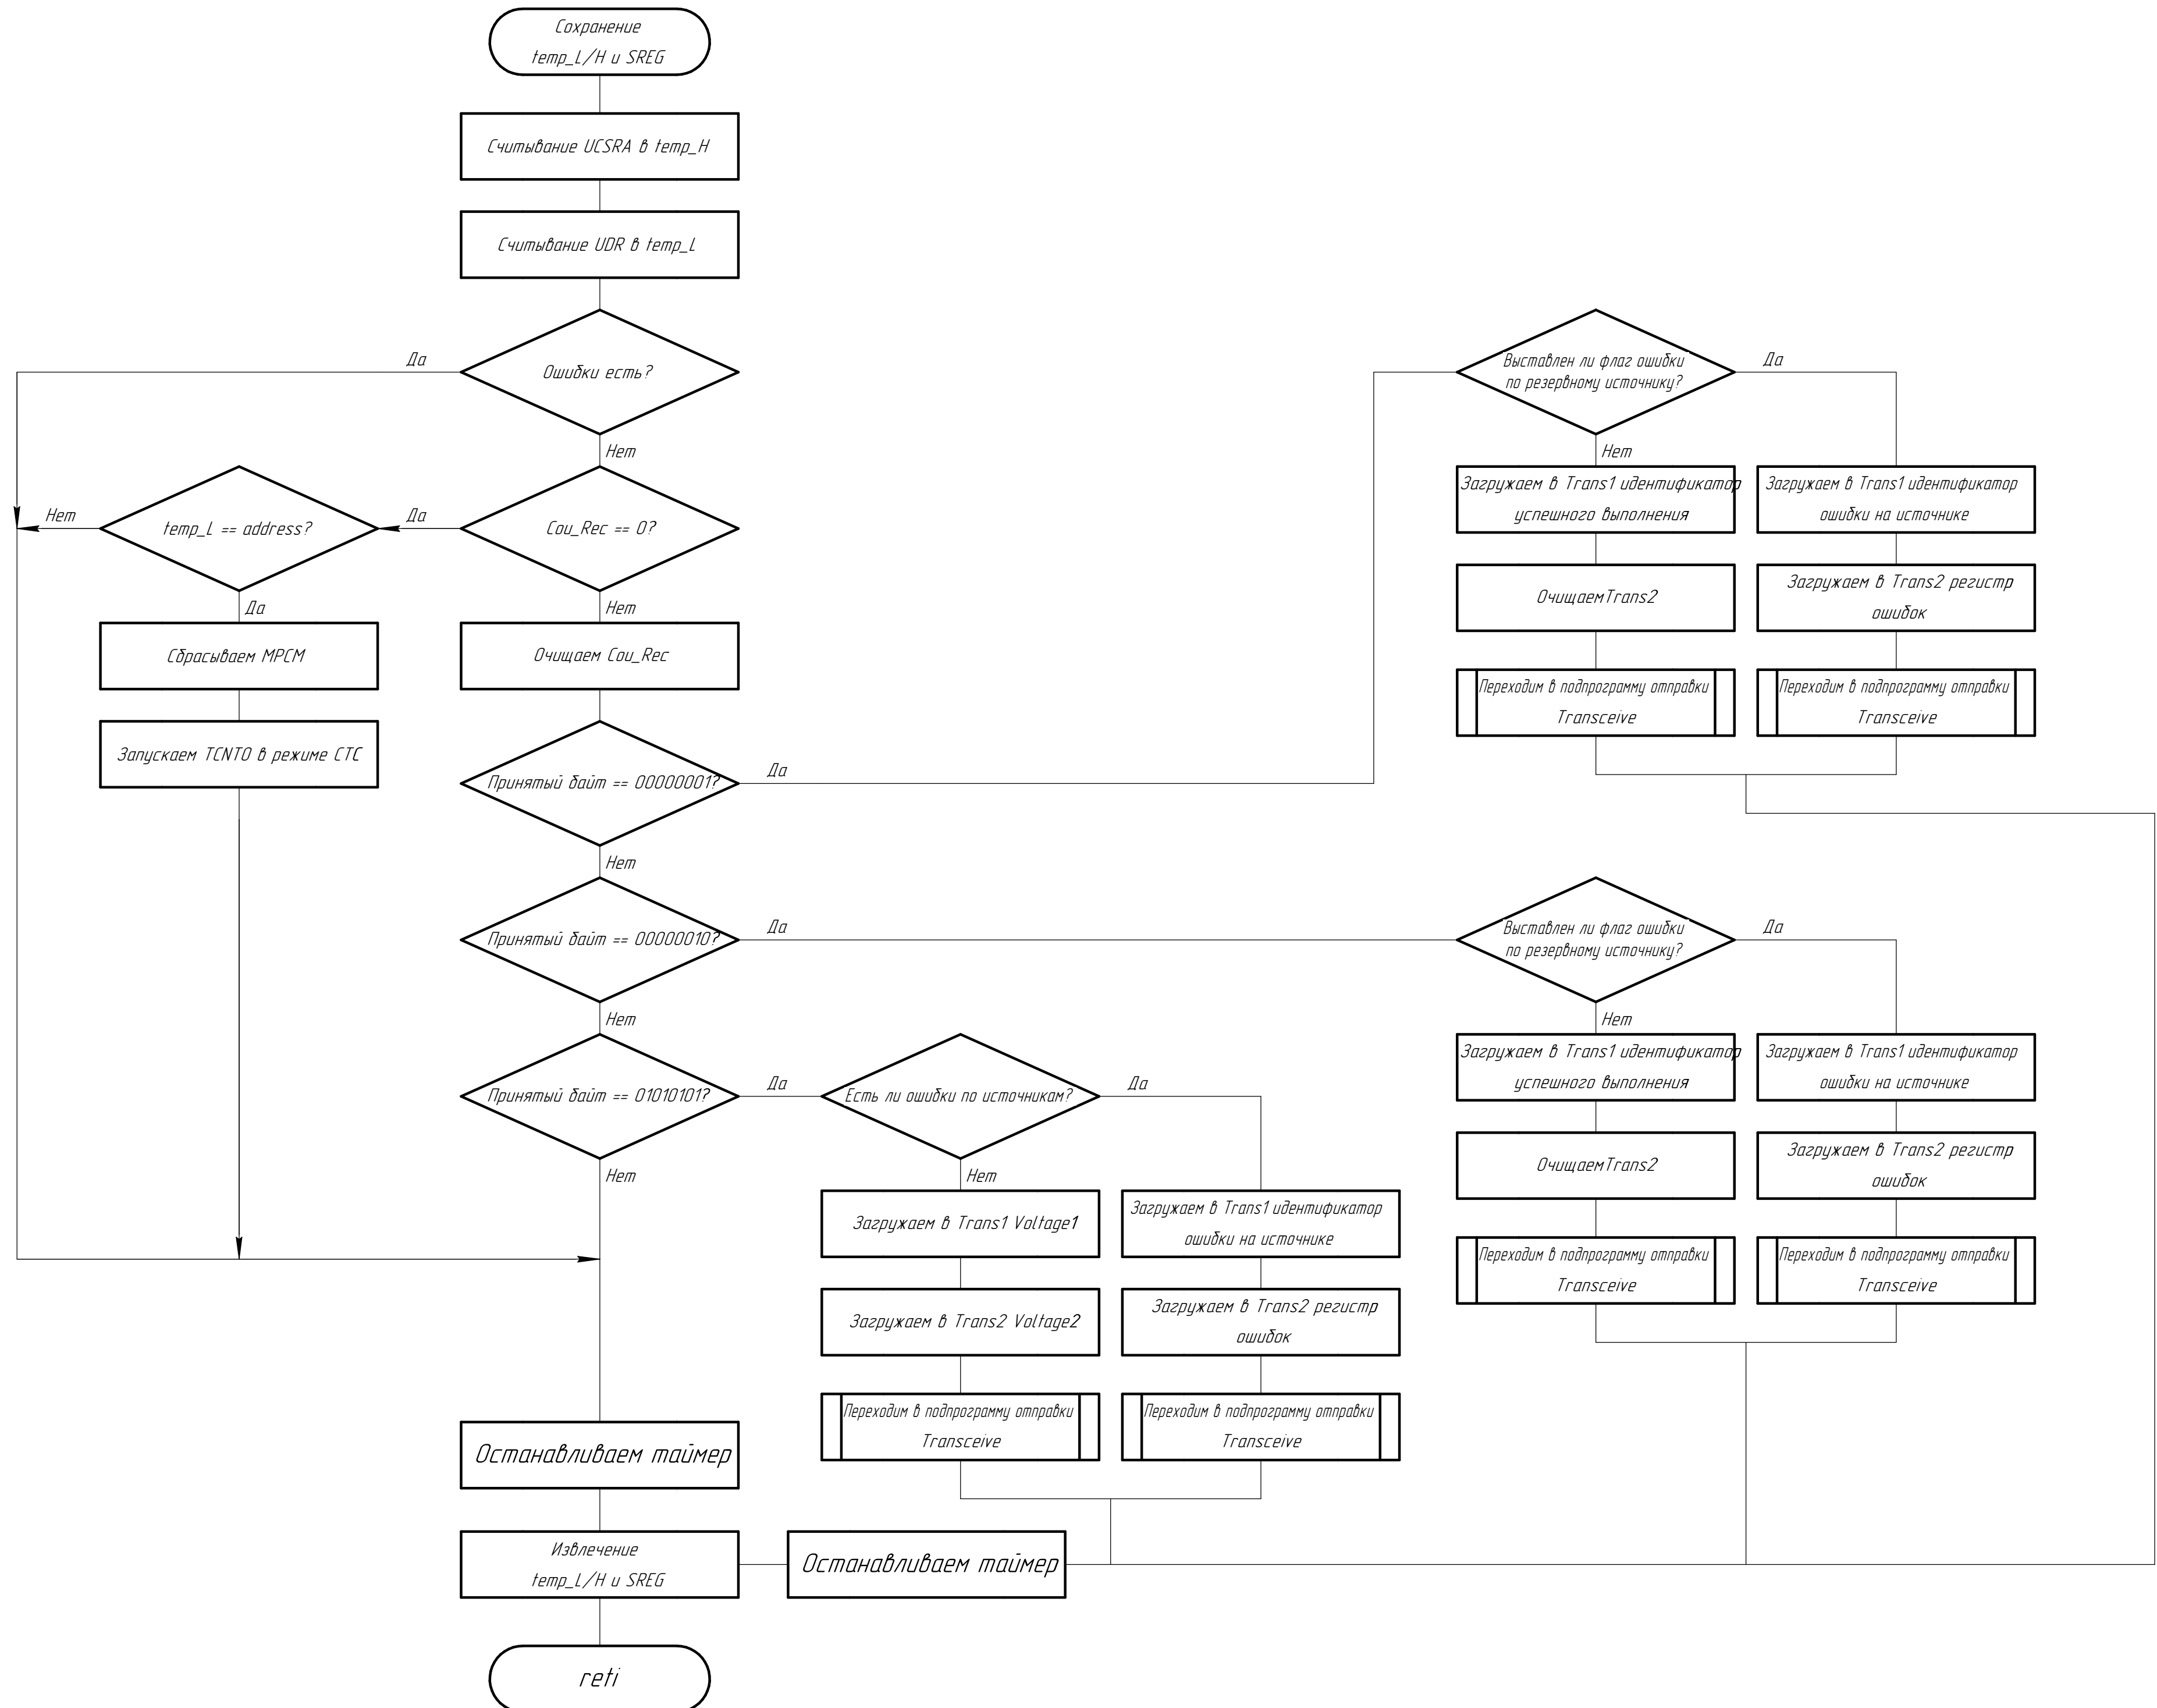 Сохранение
temp_L/H и SREG
Считывание UCSRA в temp_H
Считывание UDR в temp_L
Ошибки есть?
Да
Нет
Cou_Rec == 0?
Да
Нет
temp_L == address?
Нет
Да
Сбрасываем MPCM
Запускаем TCNT0 в режиме CTC
Очищаем Cou_Rec
Принятый байт == 00000001?
Да
Нет
Выставлен ли флаг ошибки
по резервному источнику?
Да
Нет
Загружаем в Trans1 идентификатор
успешного выполнения
ОчищаемTrans2
Переходим в подпрограмму отправки
Transceive
Загружаем в Trans1 идентификатор
ошибки на источнике
Загружаем в Trans2 регистр
ошибок
Переходим в подпрограмму отправки
Transceive
Принятый байт == 00000010?
Да
Нет
Выставлен ли флаг ошибки
по резервному источнику?
Да
Нет
Загружаем в Trans1 идентификатор
успешного выполнения
ОчищаемTrans2
Переходим в подпрограмму отправки
Transceive
Загружаем в Trans1 идентификатор
ошибки на источнике
Загружаем в Trans2 регистр
ошибок
Переходим в подпрограмму отправки
Transceive
Принятый байт == 01010101?
Да
Нет
Есть ли ошибки по источникам?
Да
Нет
Загружаем в Trans1 Voltage1
Загружаем в Trans2 Voltage2
Переходим в подпрограмму отправки
Transceive
Загружаем в Trans1 идентификатор
ошибки на источнике
Загружаем в Trans2 регистр
ошибок
Переходим в подпрограмму отправки
Transceive
Останавливаем таймер
Останавливаем таймер
Извлечение
temp_L/H и SREG
reti